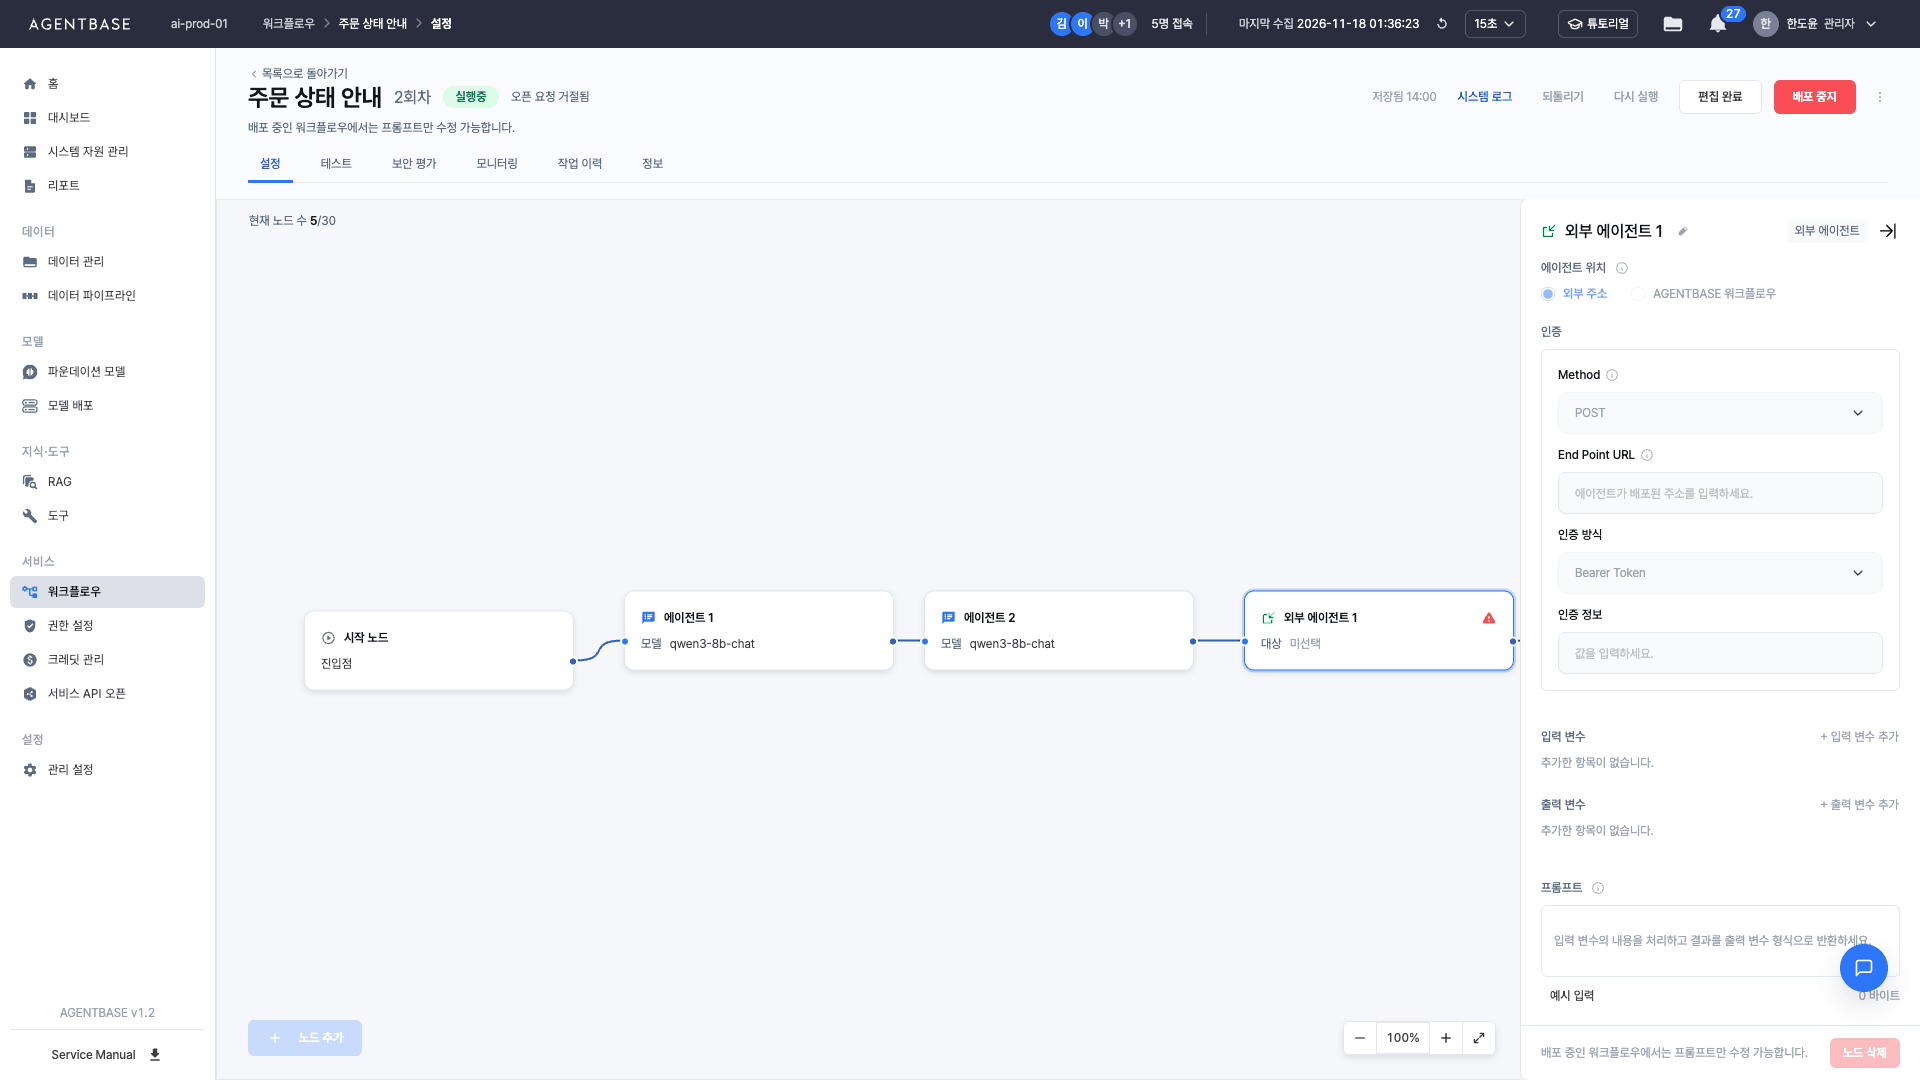 AGENTBASE
ai-prod-01
워크플로우 > 주문 상태 안내 > 설정
김 이 박 +1 5명 접속
마지막 수집 2026-11-18 01:36:23
15초
튜토리얼
27
한 한도윤 관리자
홈
대시보드
시스템 자원 관리
리포트
데이터
데이터 관리
데이터 파이프라인
모델
파운데이션 모델
모델 배포
지식·도구
RAG
도구
서비스
워크플로우
권한 설정
크레딧 관리
서비스 API 오픈
설정
관리 설정
AGENTBASE v1.2
Service Manual
목록으로 돌아가기
주문 상태 안내 2회차 실행중 오픈 요청 거절됨
배포 중인 워크플로우에서는 프롬프트만 수정 가능합니다.
저장됨 14:00 시스템 로그 되돌리기 다시 실행 편집 완료 배포 중지
설정 테스트 보안 평가 모니터링 작업 이력 정보
현재 노드 수 5/30
시작 노드
진입점
에이전트 1
모델 qwen3-8b-chat
에이전트 2
모델 qwen3-8b-chat
외부 에이전트 1
대상 미선택
+ 노드 추가
100%
외부 에이전트 1 외부 에이전트
에이전트 위치
외부 주소 AGENTBASE 워크플로우
인증
Method
POST
End Point URL
에이전트가 배포된 주소를 입력하세요.
인증 방식
Bearer Token
인증 정보
값을 입력하세요.
입력 변수 + 입력 변수 추가
추가한 항목이 없습니다.
출력 변수 + 출력 변수 추가
추가한 항목이 없습니다.
프롬프트
입력 변수의 내용을 처리하고 결과를 출력 변수 형식으로 반환하세요.
예시 입력 0 바이트
배포 중인 워크플로우에서는 프롬프트만 수정 가능합니다. 노드 삭제